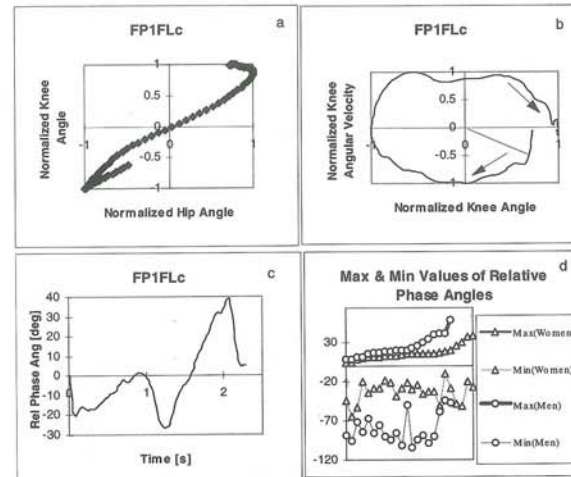 FP1FLc
a
Normalized Knee
Angle
1
0.5
0
-1
0
1
-0.5
-1
Normalized Hip Angle
FP1FLc
b
Normalized Knee
Angular Velocity
1
0.5
0
-1
0
1
-0.5
-1
Normalized Knee Angle
FP1FLc
c
Rel Phase Ang [deg]
40
30
20
10
0
-10
-20
-30
1
2
Time [s]
Max & Min Values of Relative
Phase Angles
d
30
-20
-70
-120
Max(Women)
Min(Women)
Max(Men)
Min(Men)